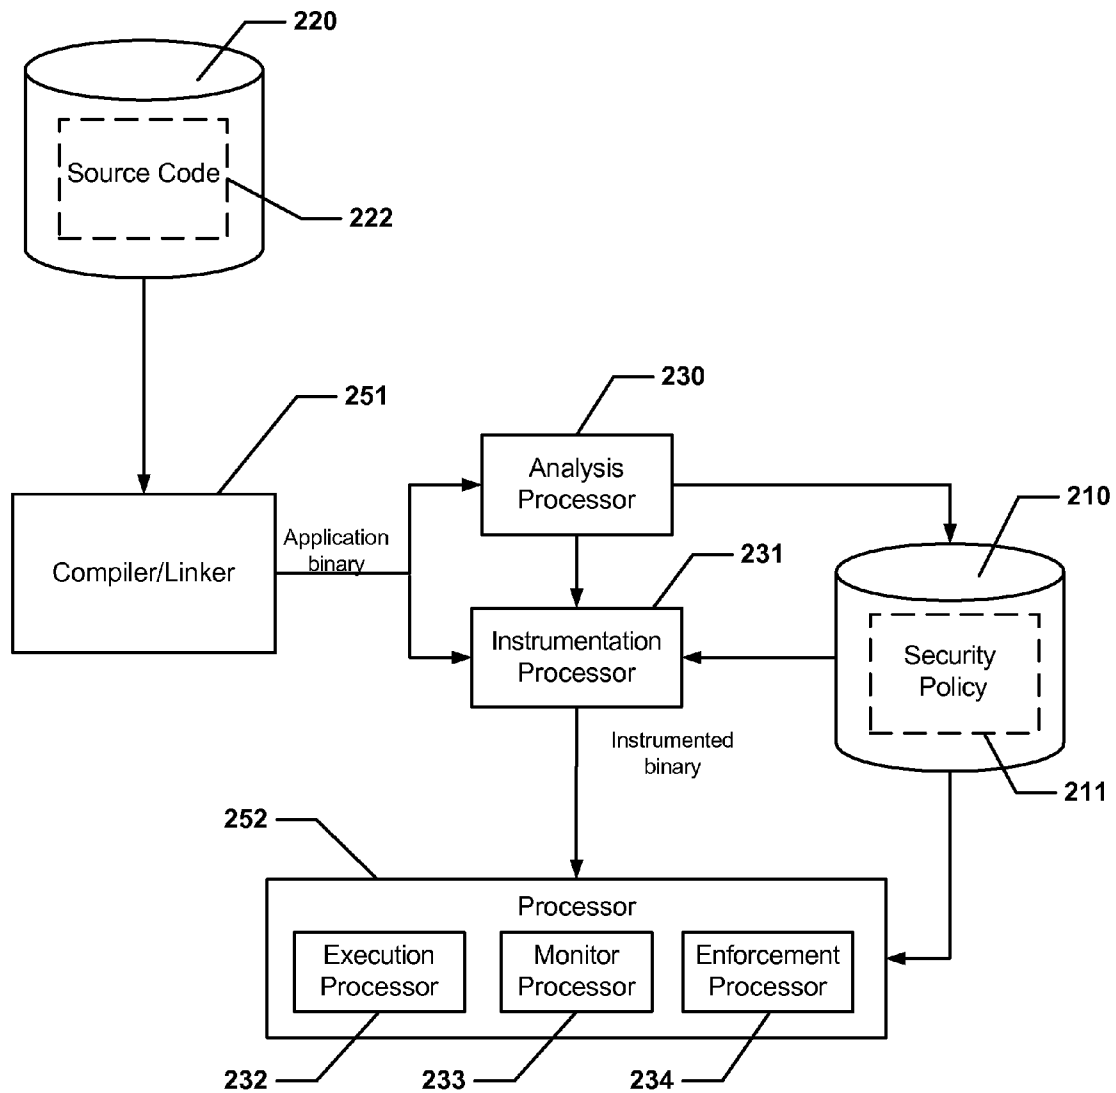 220
Source Code
222
251
230
Analysis
Processor
210
Application
binary
231
Compiler/Linker
Instrumentation
Processor
Security
Policy
Instrumented
binary
211
252
Processor
Execution
Processor
Monitor
Processor
Enforcement
Processor
232
233
234